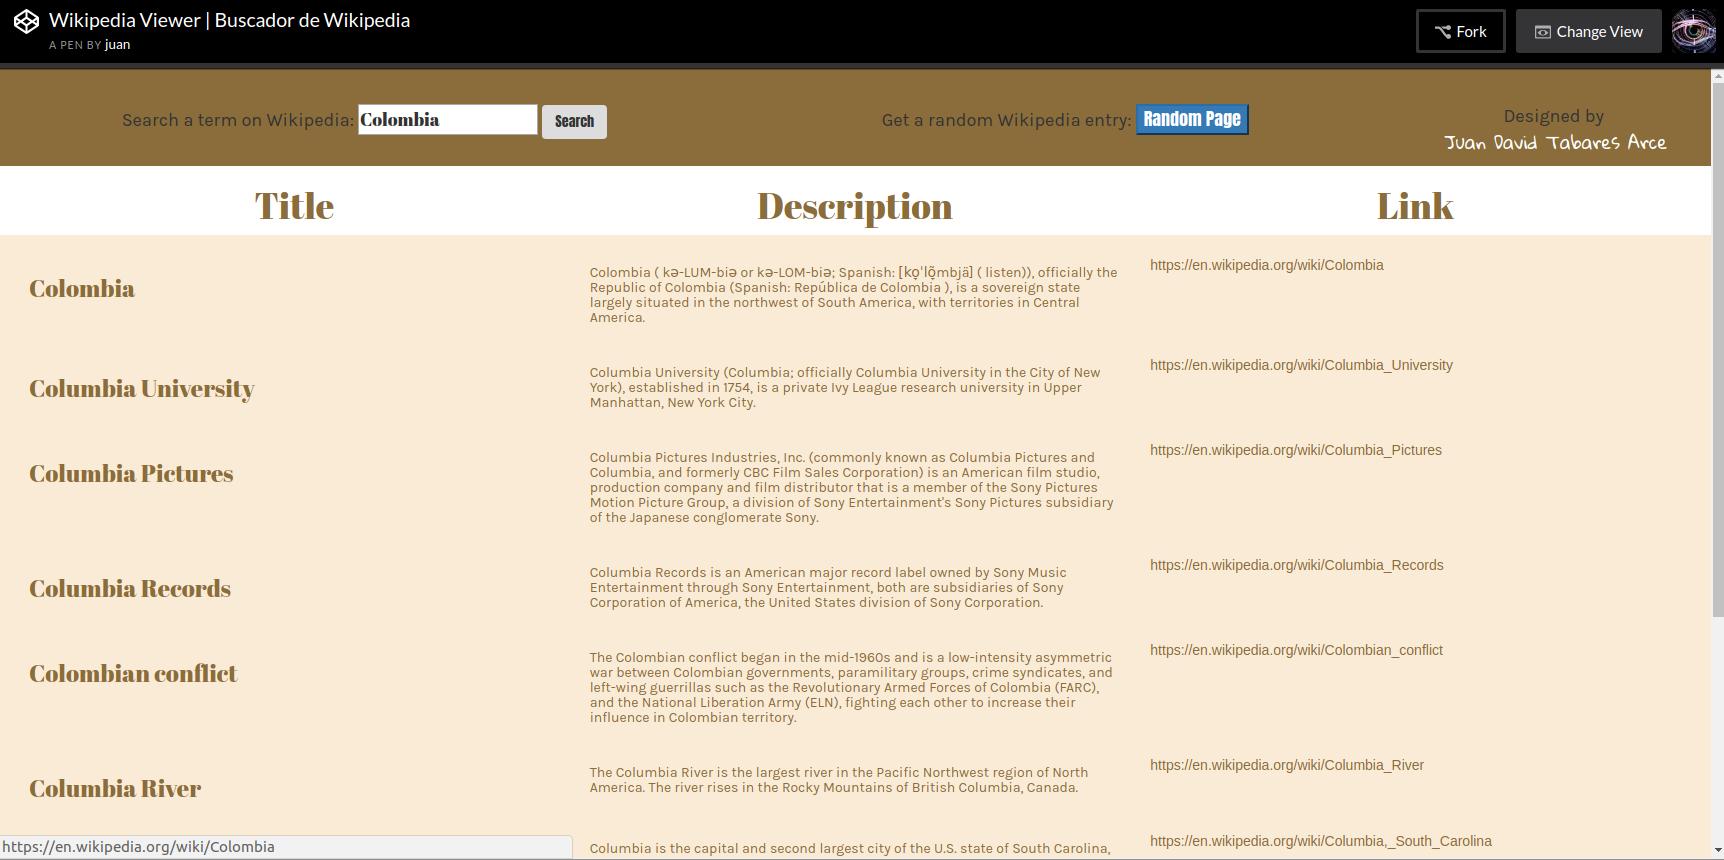 Wikipedia Viewer | Buscador de Wikipedia
A PEN BY juan
Fork
Change View
Search a term on Wikipedia:
Colombia
Search
Get a random Wikipedia entry:
Random Page
Designed by
Juan David Tabares Arce
Title
Description
Link
Colombia
Colombia ( kə-LUM-biə or kə-LOM-biə; Spanish: [ko̞ˈlõ̞mbjä] ( listen)), officially the
Republic of Colombia (Spanish: República de Colombia ), is a sovereign state
largely situated in the northwest of South America, with territories in Central
America.
https://en.wikipedia.org/wiki/Colombia
Columbia University
Columbia University (Columbia; officially Columbia University in the City of New
York), established in 1754, is a private Ivy League research university in Upper
Manhattan, New York City.
https://en.wikipedia.org/wiki/Columbia_University
Columbia Pictures
Columbia Pictures Industries, Inc. (commonly known as Columbia Pictures and
Columbia, and formerly CBC Film Sales Corporation) is an American film studio,
production company and film distributor that is a member of the Sony Pictures
Motion Picture Group, a division of Sony Entertainment's Sony Pictures subsidiary
of the Japanese conglomerate Sony.
https://en.wikipedia.org/wiki/Columbia_Pictures
Columbia Records
Columbia Records is an American major record label owned by Sony Music
Entertainment through Sony Entertainment, both are subsidiaries of Sony
Corporation of America, the United States division of Sony Corporation.
https://en.wikipedia.org/wiki/Columbia_Records
Colombian conflict
The Colombian conflict began in the mid-1960s and is a low-intensity asymmetric
war between Colombian governments, paramilitary groups, crime syndicates, and
left-wing guerrillas such as the Revolutionary Armed Forces of Colombia (FARC),
and the National Liberation Army (ELN), fighting each other to increase their
influence in Colombian territory.
https://en.wikipedia.org/wiki/Colombian_conflict
Columbia River
The Columbia River is the largest river in the Pacific Northwest region of North
America. The river rises in the Rocky Mountains of British Columbia, Canada.
https://en.wikipedia.org/wiki/Columbia_River
Columbia is the capital and second largest city of the U.S. state of South Carolina,
https://en.wikipedia.org/wiki/Columbia,_South_Carolina
https://en.wikipedia.org/wiki/Colombia